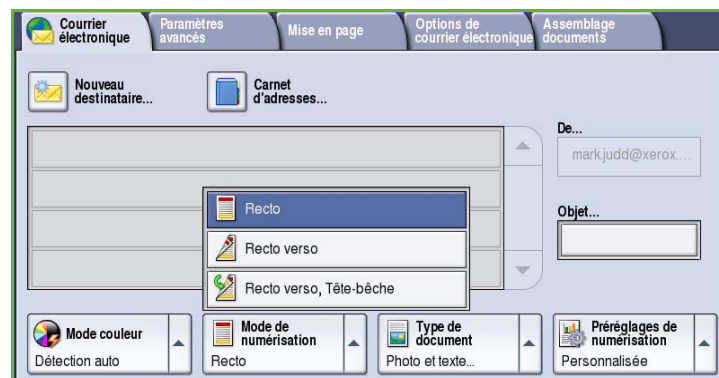 Courrier
électronique
Paramètres
avancés
Mise en page
Options de
courrier électronique
Assemblage
documents
Nouveau
destinataire...
Carnet
d'adresses...
De...
mark.judd@xerox....
Objet...
Recto
Recto verso
Recto verso, Tête-bêche
Mode couleur
Détection auto
Mode de
numérisation
Recto
Type de
document
Photo et texte...
Préréglages de
numérisation
Personnalisée